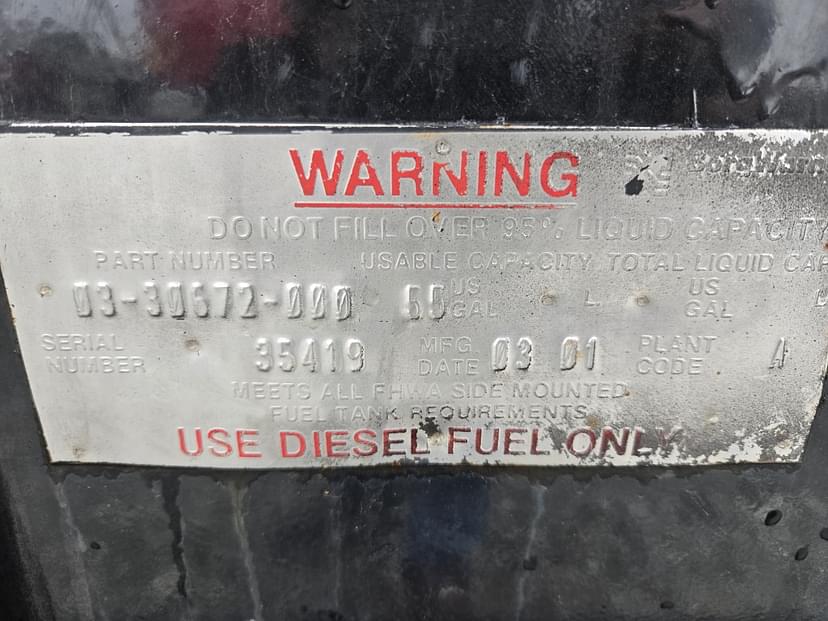 WARNING
DO NOT FILL OVER 95% LIQUID CAPACITY
PART NUMBER USABLE CAPACITY TOTAL LIQUID CAP
03-30672-000 US GAL L US GAL
SERIAL NUMBER 35419 MFG. DATE 03 01 PLANT CODE A
MEETS ALL FHWA SIDE MOUNTED
FUEL TANK REQUIREMENTS
USE DIESEL FUEL ONLY